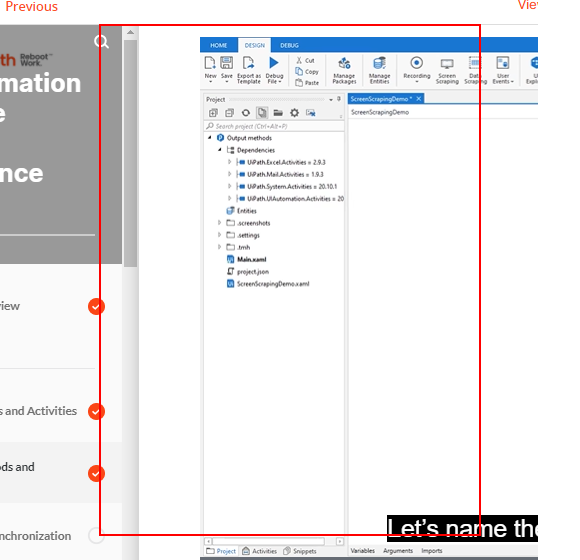 Previous
Vie
th Reboot™
Work.
mation
e
nce
view
s and Activities
ods and
nchronization
HOME DESIGN DEBUG
New Save Export as Template Debug File Cut Copy Paste Manage Packages Manage Entities Recording Screen Scraping Data Scraping User Events U Expl
Project
Search project (Ctrl+Alt+P)
Output methods
Dependencies
UiPath.Excel.Activities = 2.9.3
UiPath.Mail.Activities = 1.9.3
UiPath.System.Activities = 20.10.1
UiPath.UIAutomation.Activities = 20
Entities
.screenshots
.settings
.tmh
Main.xaml
project.json
ScreenScrapingDemo.xaml
Project Activities Snippets
ScreenScrapingDemo *
ScreenScrapingDemo
Let's name the
Variables Arguments Imports